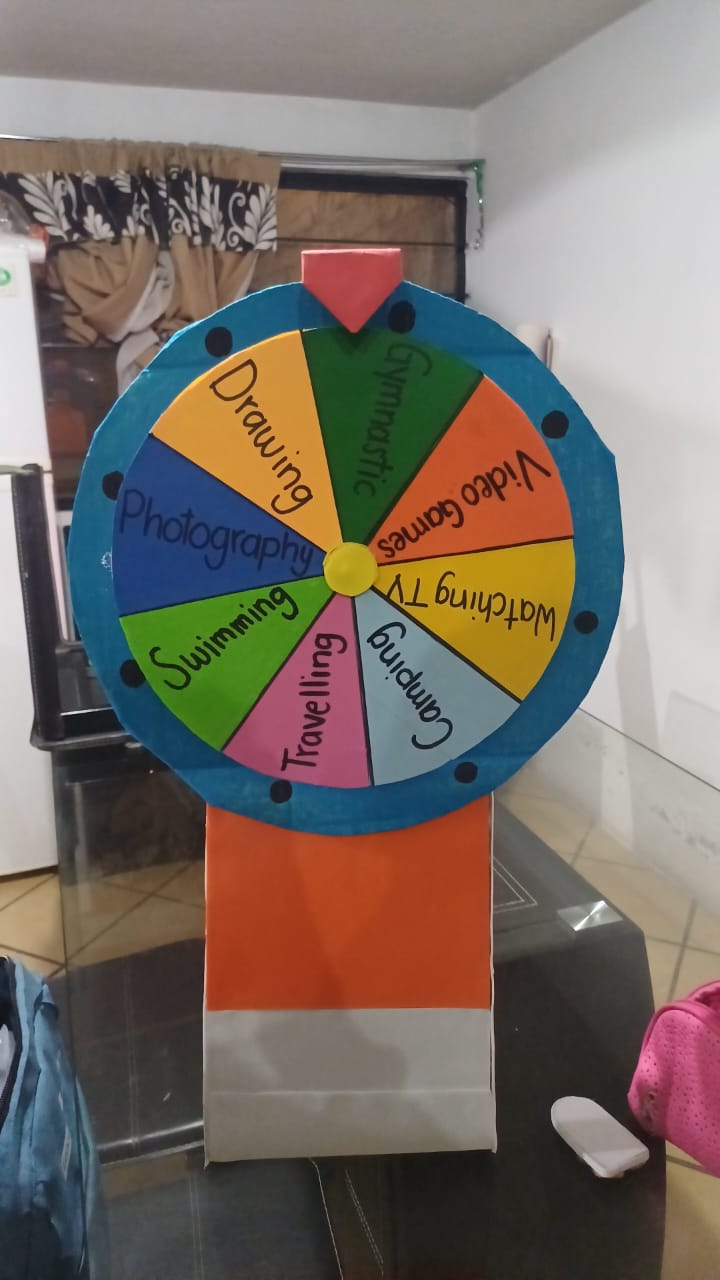 Gymnastic
Video Games
Watching TV
Camping
Travelling
Swimming
Photography
Drawing